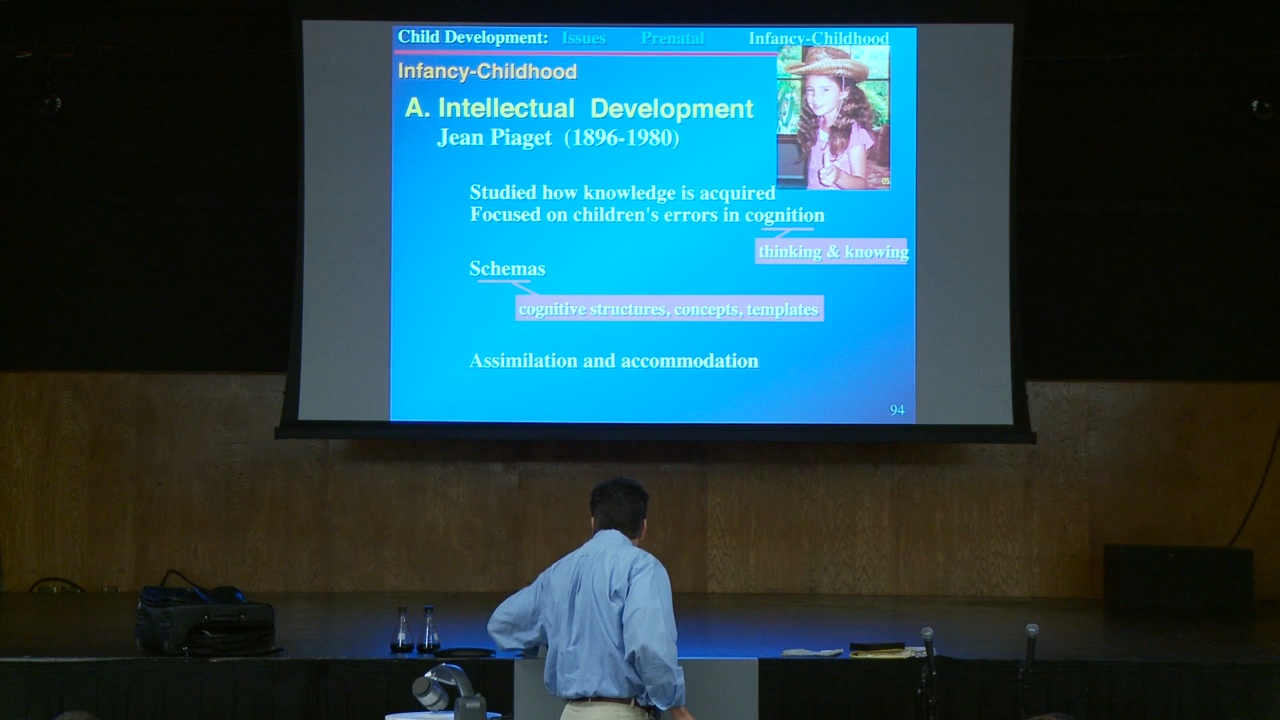 Child Development: Issues Prenatal Infancy-Childhood
Infancy-Childhood
A. Intellectual Development
Jean Piaget (1896-1980)
Studied how knowledge is acquired
Focused on children's errors in cognition
thinking & knowing
Schemas
cognitive structures, concepts, templates
Assimilation and accommodation
94